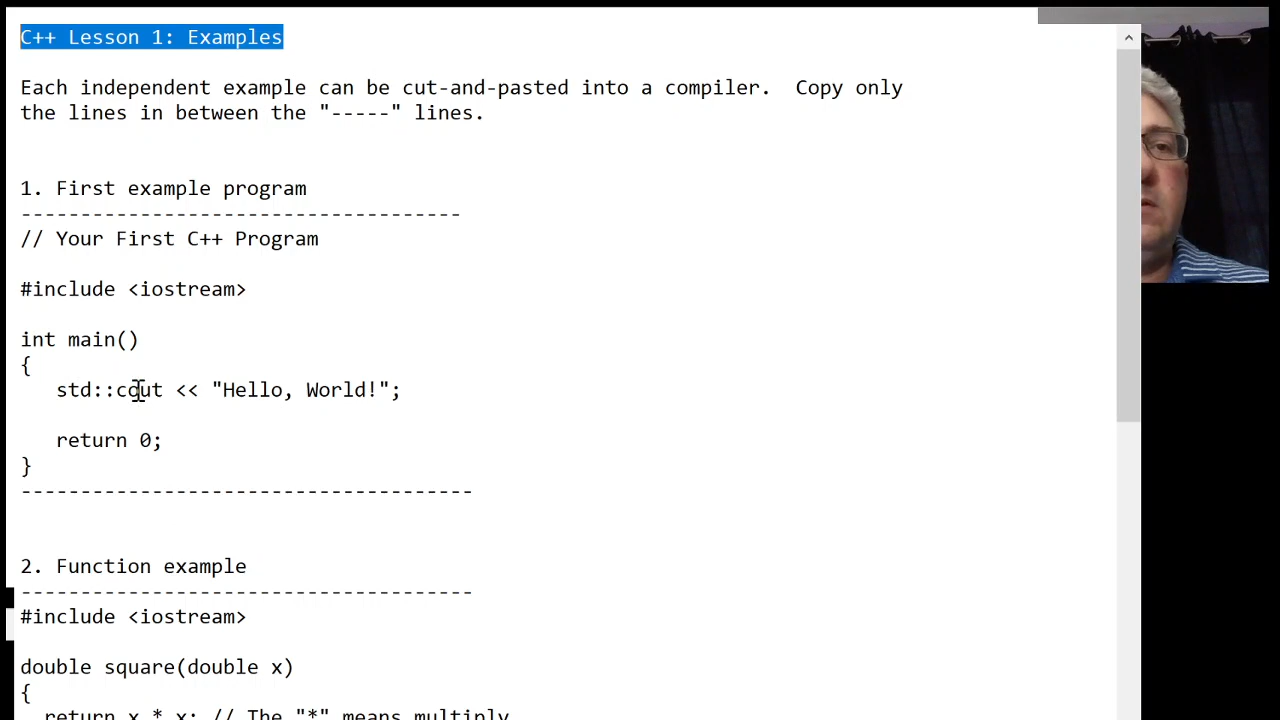 C++ Lesson 1: Examples
Each independent example can be cut-and-pasted into a compiler.  Copy only
the lines in between the "-----" lines.
1. First example program
-------------------------------------
// Your First C++ Program
#include <iostream>
int main()
{
   std::cout << "Hello, World!";
   return 0;
}
--------------------------------------
2. Function example
--------------------------------------
#include <iostream>
double square(double x)
{
  return x * x; // The "*" means multiply